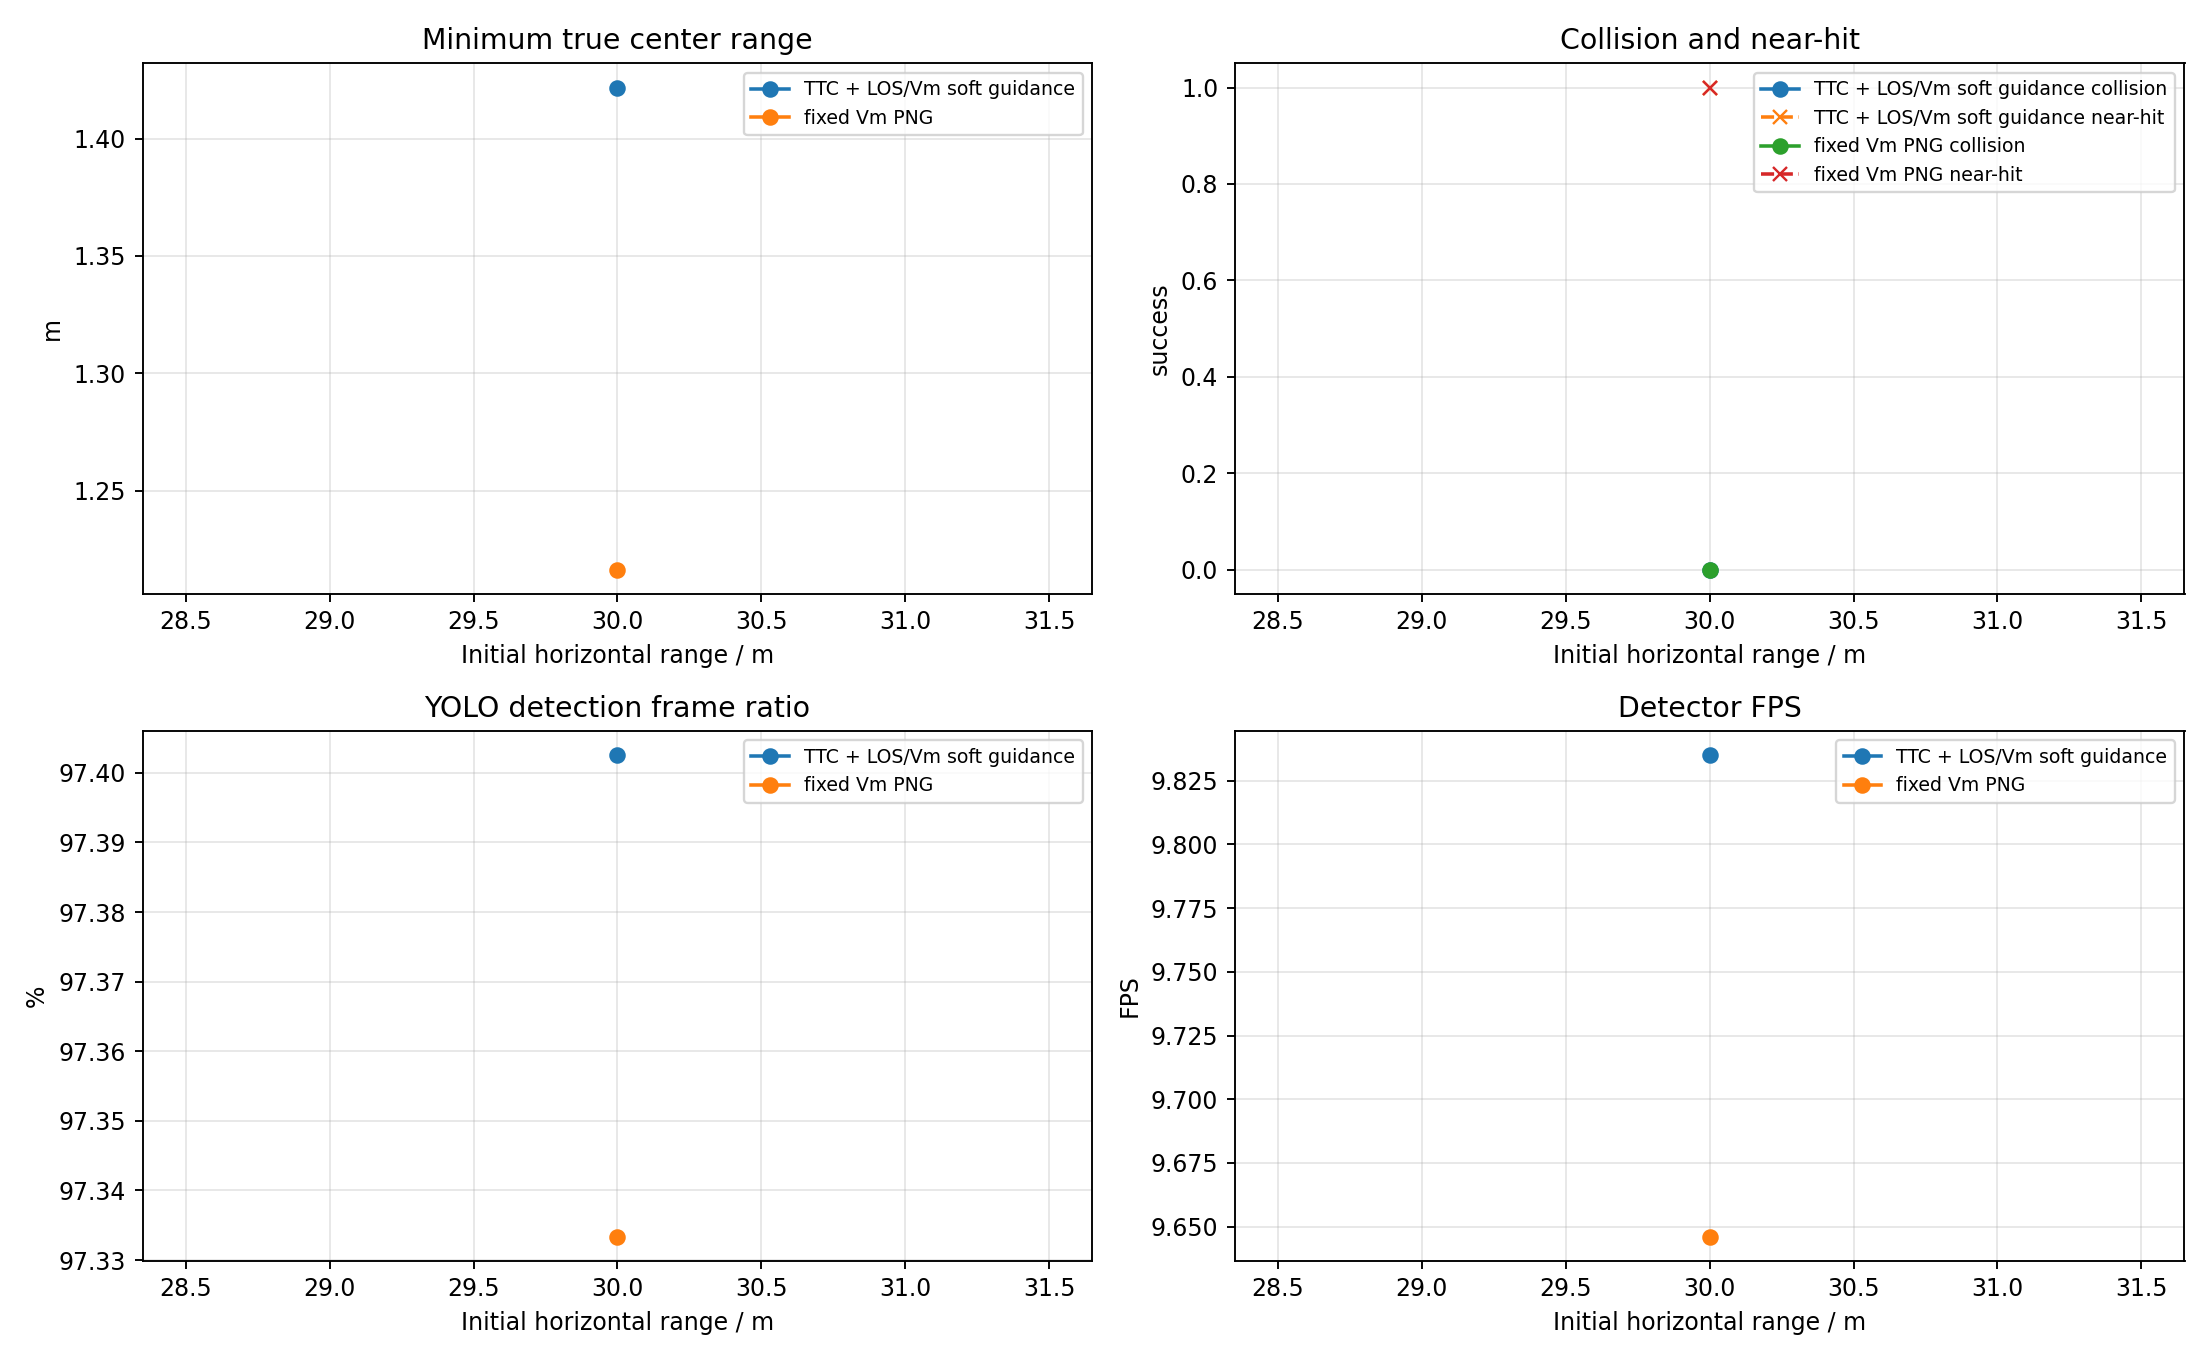 Minimum true center range
TTC + LOS/Vm soft guidance
fixed Vm PNG
1.40
1.35
1.30
1.25
m
28.5 29.0 29.5 30.0 30.5 31.0 31.5
Initial horizontal range / m
Collision and near-hit
TTC + LOS/Vm soft guidance collision
TTC + LOS/Vm soft guidance near-hit
fixed Vm PNG collision
fixed Vm PNG near-hit
1.0
0.8
0.6
0.4
0.2
0.0
success
28.5 29.0 29.5 30.0 30.5 31.0 31.5
Initial horizontal range / m
YOLO detection frame ratio
TTC + LOS/Vm soft guidance
fixed Vm PNG
97.40
97.39
97.38
97.37
97.36
97.35
97.34
97.33
%
28.5 29.0 29.5 30.0 30.5 31.0 31.5
Initial horizontal range / m
Detector FPS
TTC + LOS/Vm soft guidance
fixed Vm PNG
9.825
9.800
9.775
9.750
9.725
9.700
9.675
9.650
FPS
28.5 29.0 29.5 30.0 30.5 31.0 31.5
Initial horizontal range / m